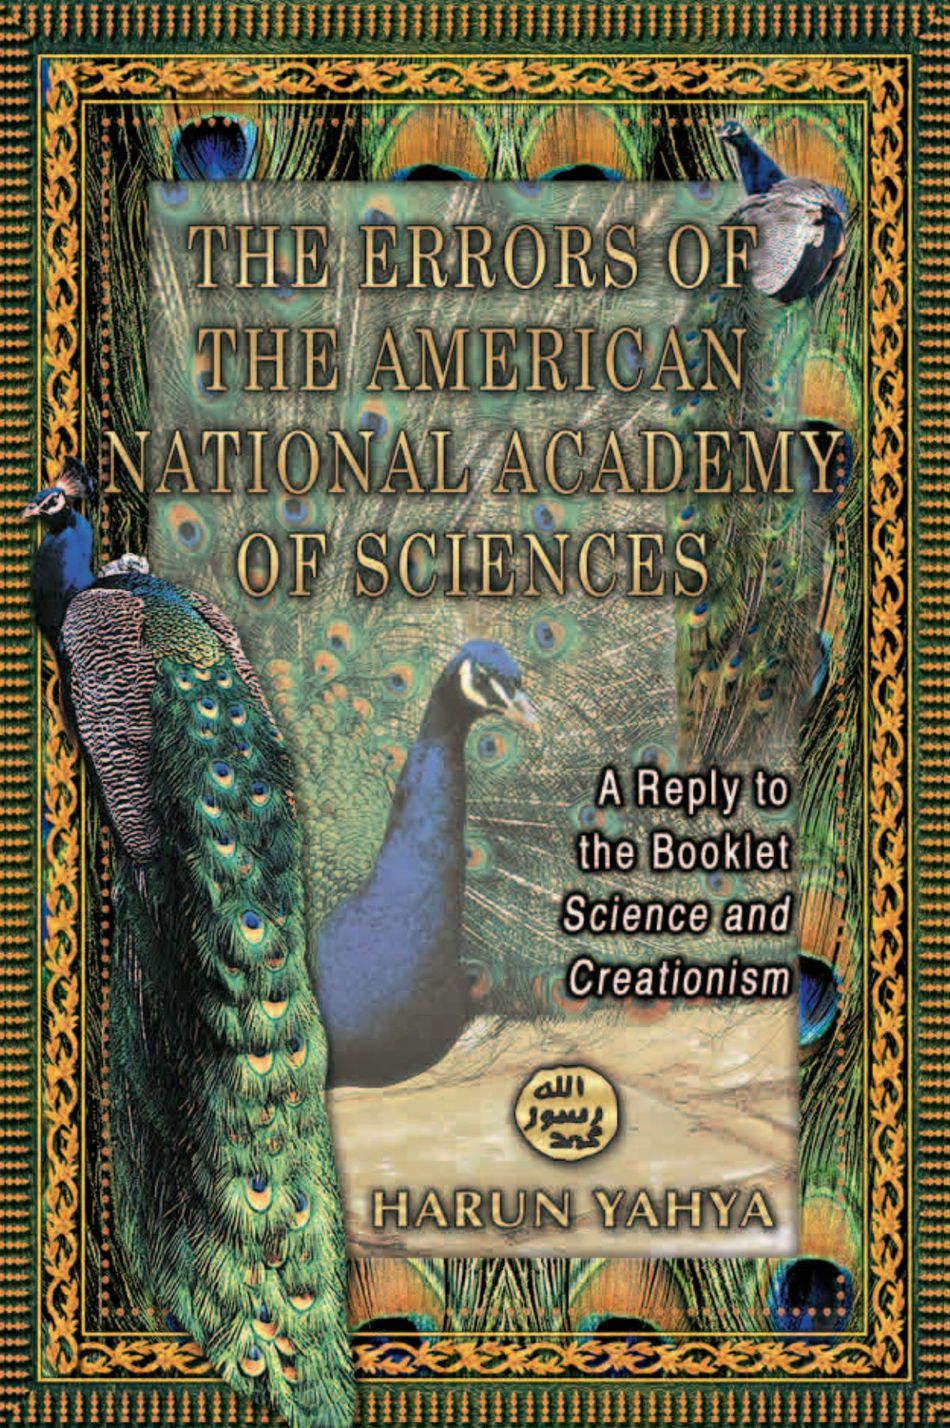 THE ERRORS OF
THE AMERICAN
NATIONAL ACADEMY
OF SCIENCES
A Reply to
the Booklet
Science and
Creationism
الله
رسول
محمد
HARUN YAHYA